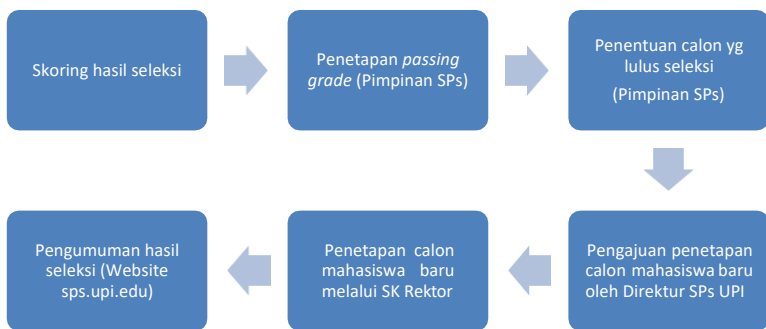 Skoring hasil seleksi
Penetapan passing
grade (Pimpinan SPs)
Penentuan calon yg
lulus seleksi
(Pimpinan SPs)
Pengajuan penetapan
calon mahasiswa baru
oleh Direktur SPs UPI
Penetapan calon
mahasiswa baru
melalui SK Rektor
Pengumuman hasil
seleksi (Website
sps.upi.edu)